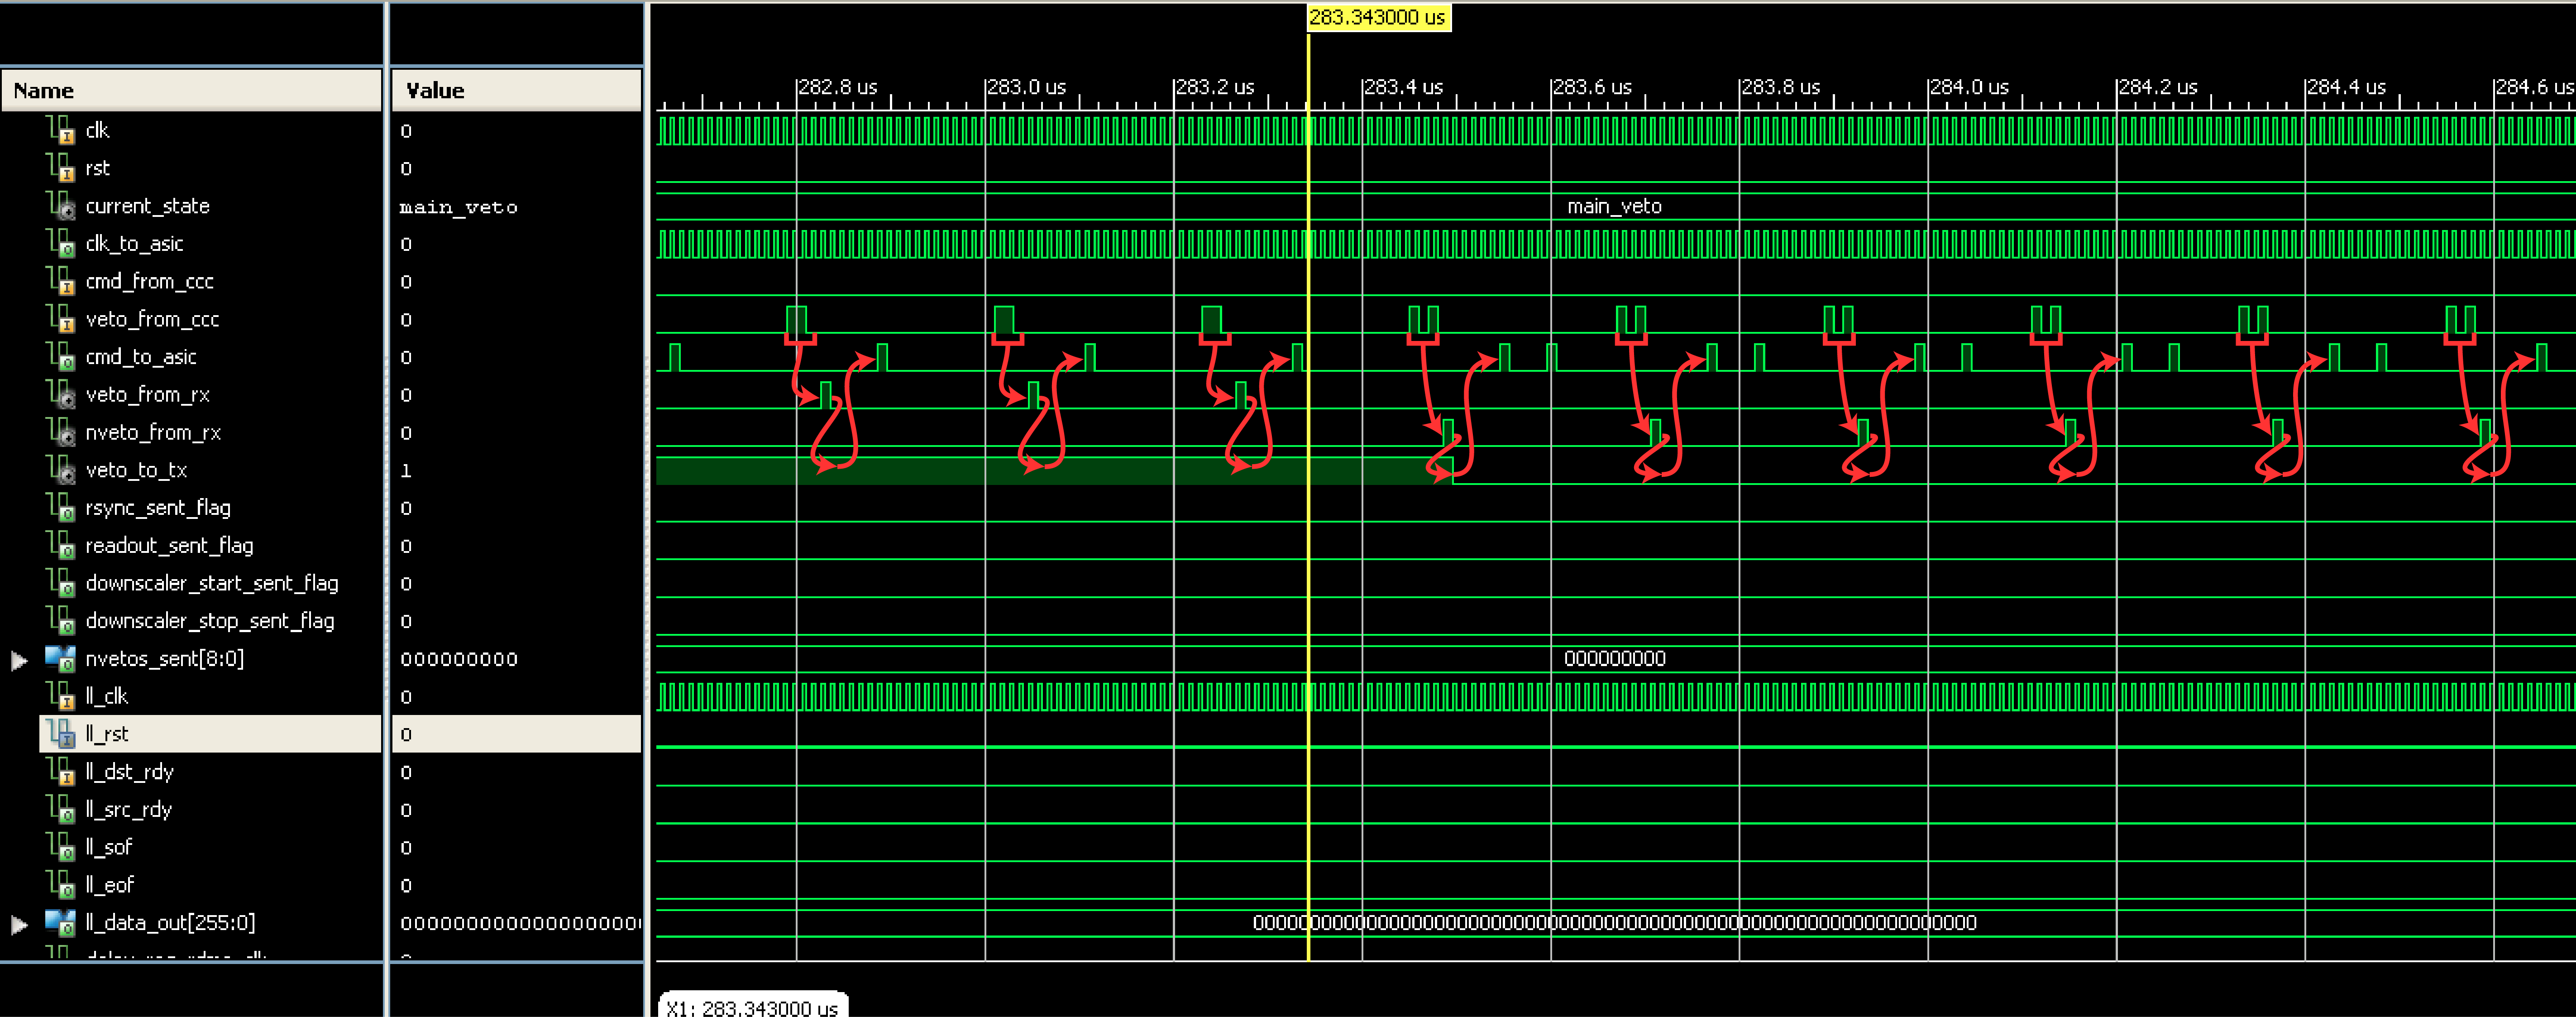 283.343000 us
Name Value 282.8 us 283.0 us 283.2 us 283.4 us 283.6 us 283.8 us 284.0 us 284.2 us 284.4 us 284.6 us
clk 0
rst 0
current_state main_veto main_veto
clk_to_asic 0
cmd_from_ccc 0
veto_from_ccc 0
cmd_to_asic 0
veto_from_rx 0
nveto_from_rx 0
veto_to_tx 1
rsync_sent_flag 0
readout_sent_flag 0
downscaler_start_sent_flag 0
downscaler_stop_sent_flag 0
nvetos_sent[8:0] 000000000 000000000
ll_clk 0
ll_rst 0
ll_dst_rdy 0
ll_src_rdy 0
ll_sof 0
ll_eof 0
ll_data_out[255:0]
X1: 283.343000 us